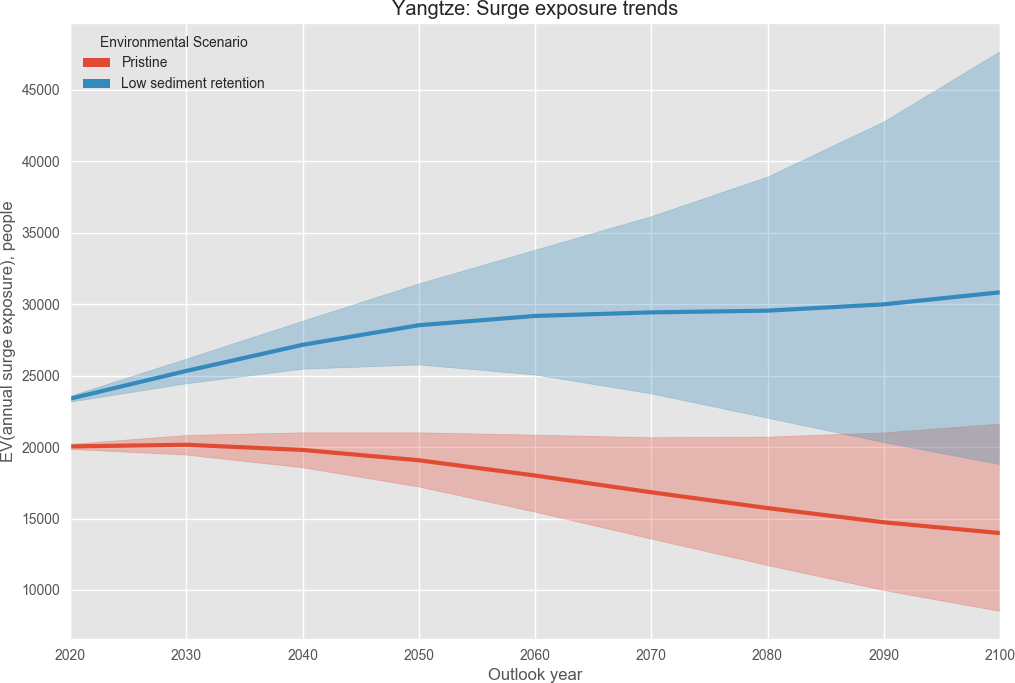 Yangtze: Surge exposure trends
Environmental Scenario
Pristine
Low sediment retention
EV(annual surge exposure), people
45000
40000
35000
30000
25000
20000
15000
10000
2020 2030 2040 2050 2060 2070 2080 2090 2100
Outlook year